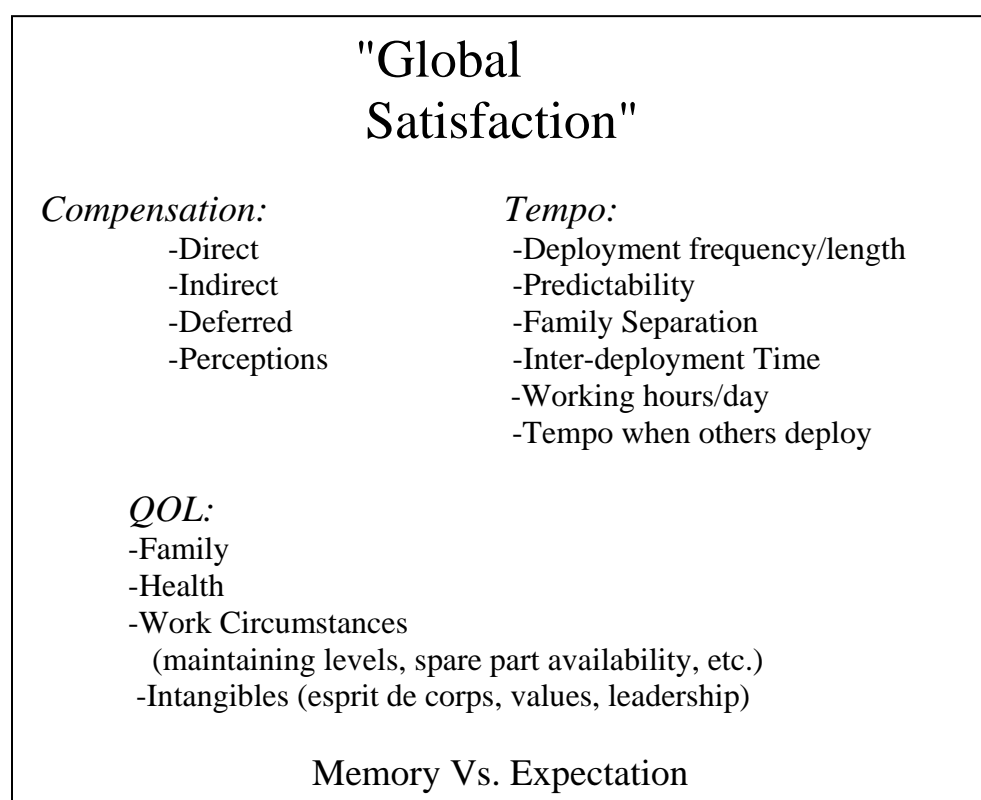 "Global
Satisfaction"
Compensation:
-Direct
-Indirect
-Deferred
-Perceptions
Tempo:
-Deployment frequency/length
-Predictability
-Family Separation
-Inter-deployment Time
-Working hours/day
-Tempo when others deploy
QOL:
-Family
-Health
-Work Circumstances
(maintaining levels, spare part availability, etc.)
-Intangibles (esprit de corps, values, leadership)
Memory Vs. Expectation